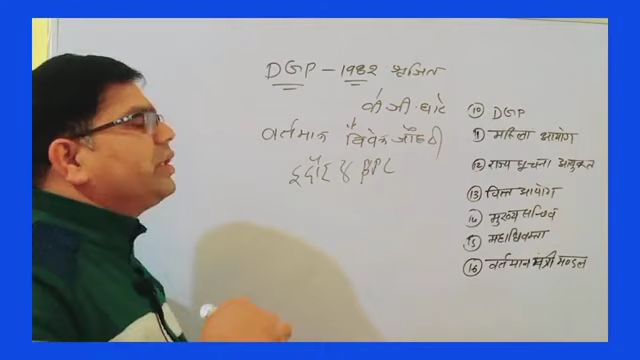 DGP - 1982 सृजित
वी जी घाटे
वर्तमान में विवेक जौहरी
इंदौर व BPL
⑩ DGP
⑪ महिला आयोग
⑫ राज्य सूचना आयुक्त
⑬ वित्त आयोग
⑭ मुख्य सचिव
⑮ महाधिवक्ता
⑯ वर्तमान मंत्री मण्डल